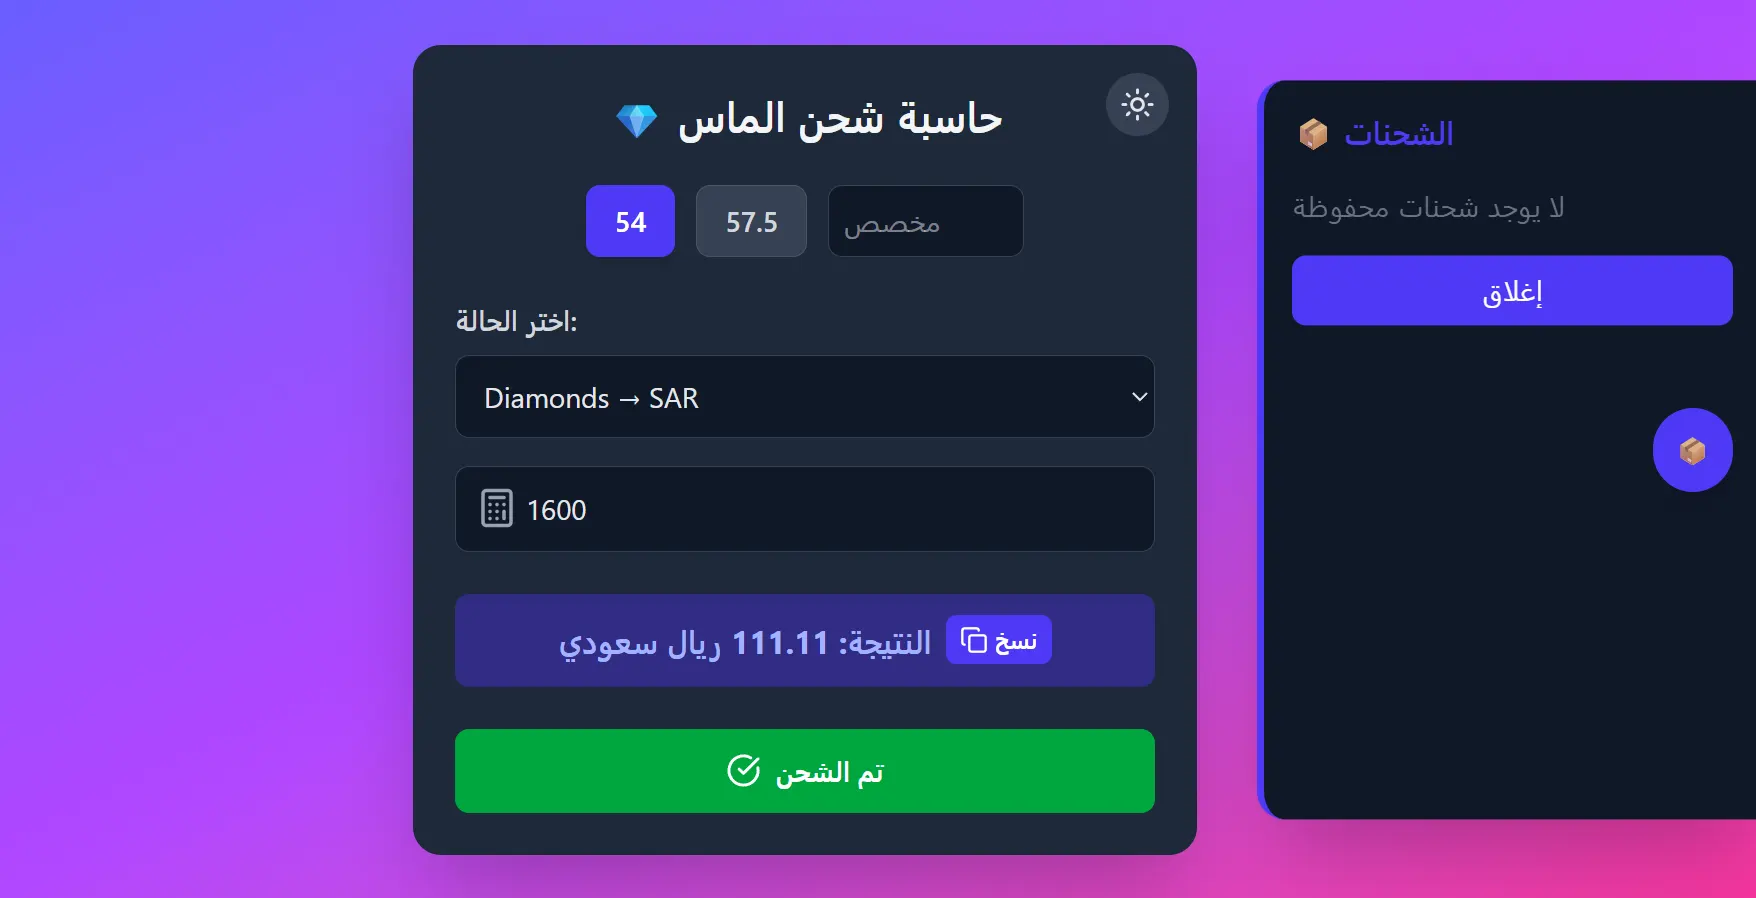 حاسبة شحن الماس 💎
54
57.5
مخصص
اختر الحالة:
Diamonds → SAR
1600
النتيجة: 111.11 ريال سعودي
نسخ
تم الشحن
📦 الشحنات
لا يوجد شحنات محفوظة
إغلاق
📦